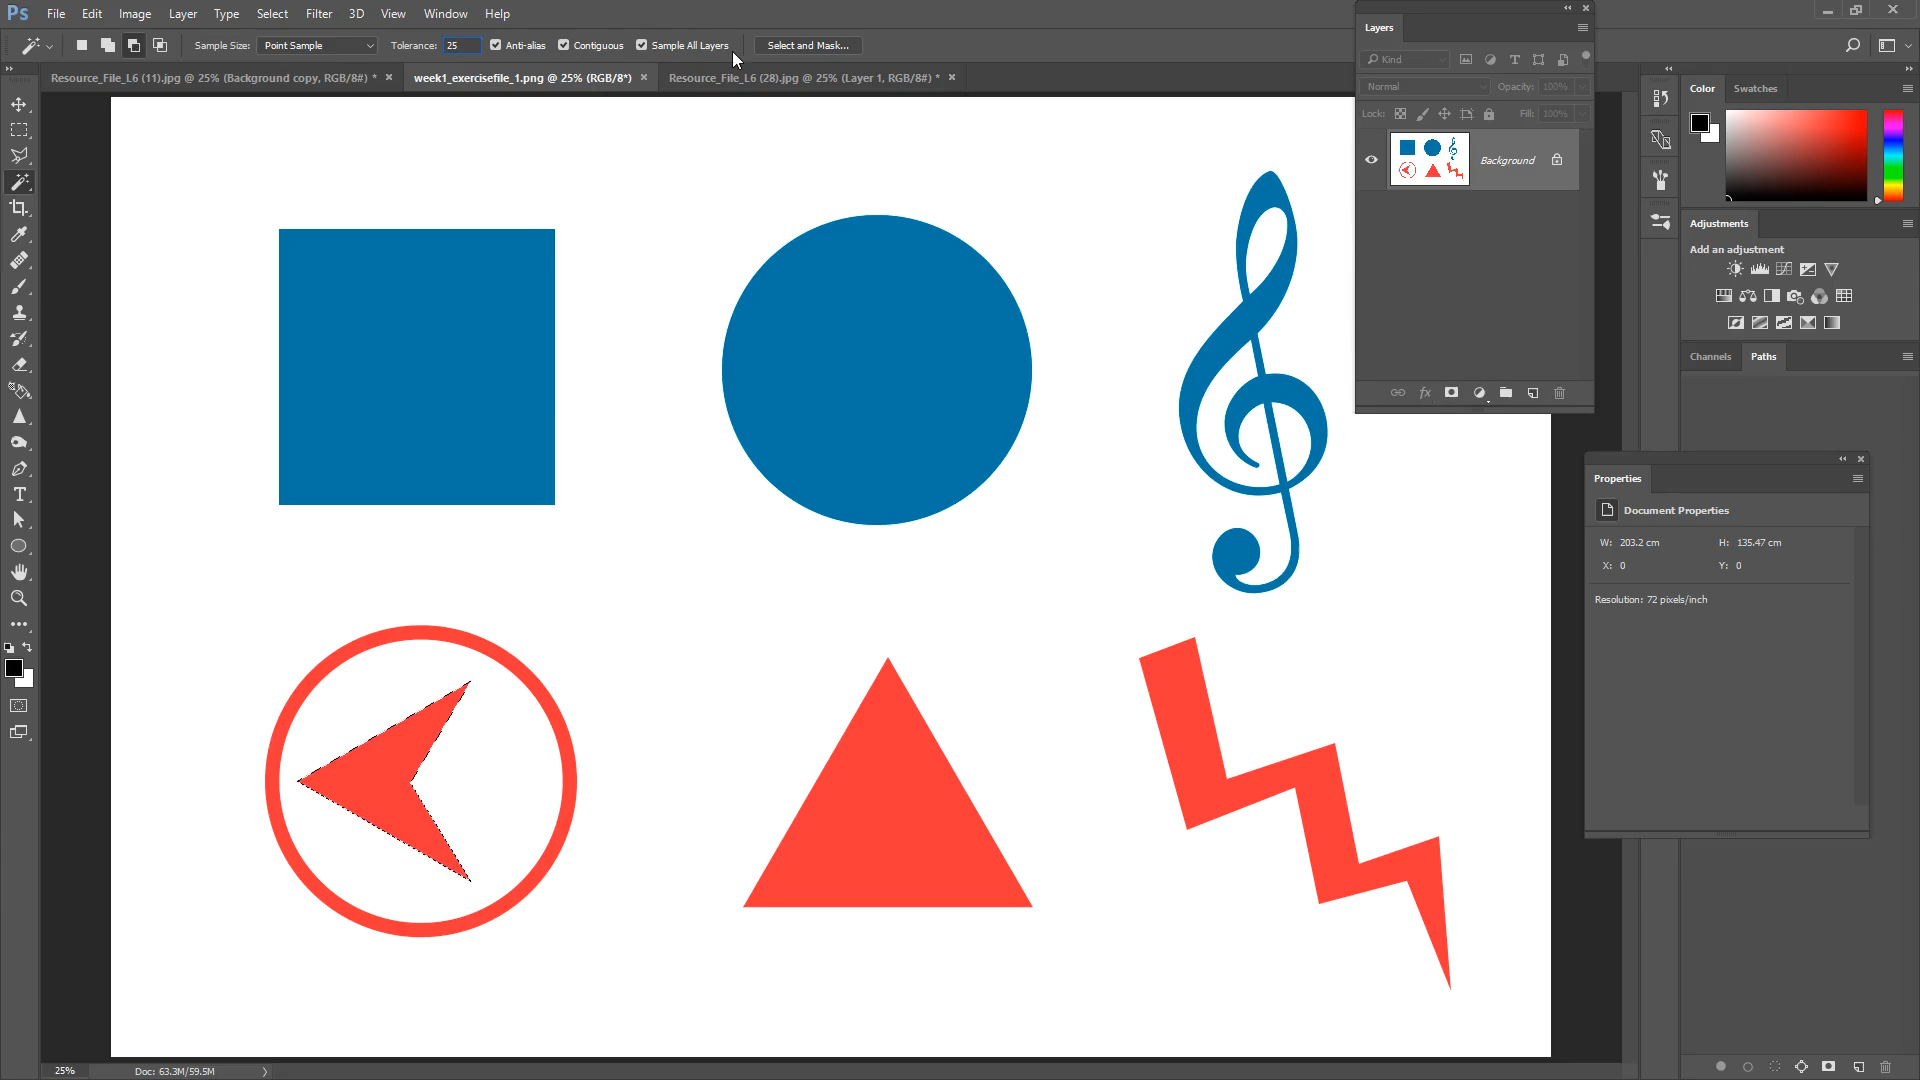 Ps File Edit Image Layer Type Select Filter 3D View Window Help
Sample Size: Point Sample Tolerance: 25 Anti-alias Contiguous Sample All Layers Select and Mask...
Resource_File_L6 (11).jpg @ 25% (Background copy, RGB/8#) * week1_exercisefile_1.png @ 25% (RGB/8*) Resource_File_L6 (28).jpg @ 25% (Layer 1, RGB/8#) *
Layers
Kind
Normal Opacity: 100%
Lock: Fill: 100%
Background
Color Swatches
Adjustments
Add an adjustment
Channels Paths
Properties
Document Properties
W: 203.2 cm H: 135.47 cm
X: 0 Y: 0
Resolution: 72 pixels/inch
25% Doc: 63.3M/59.5M